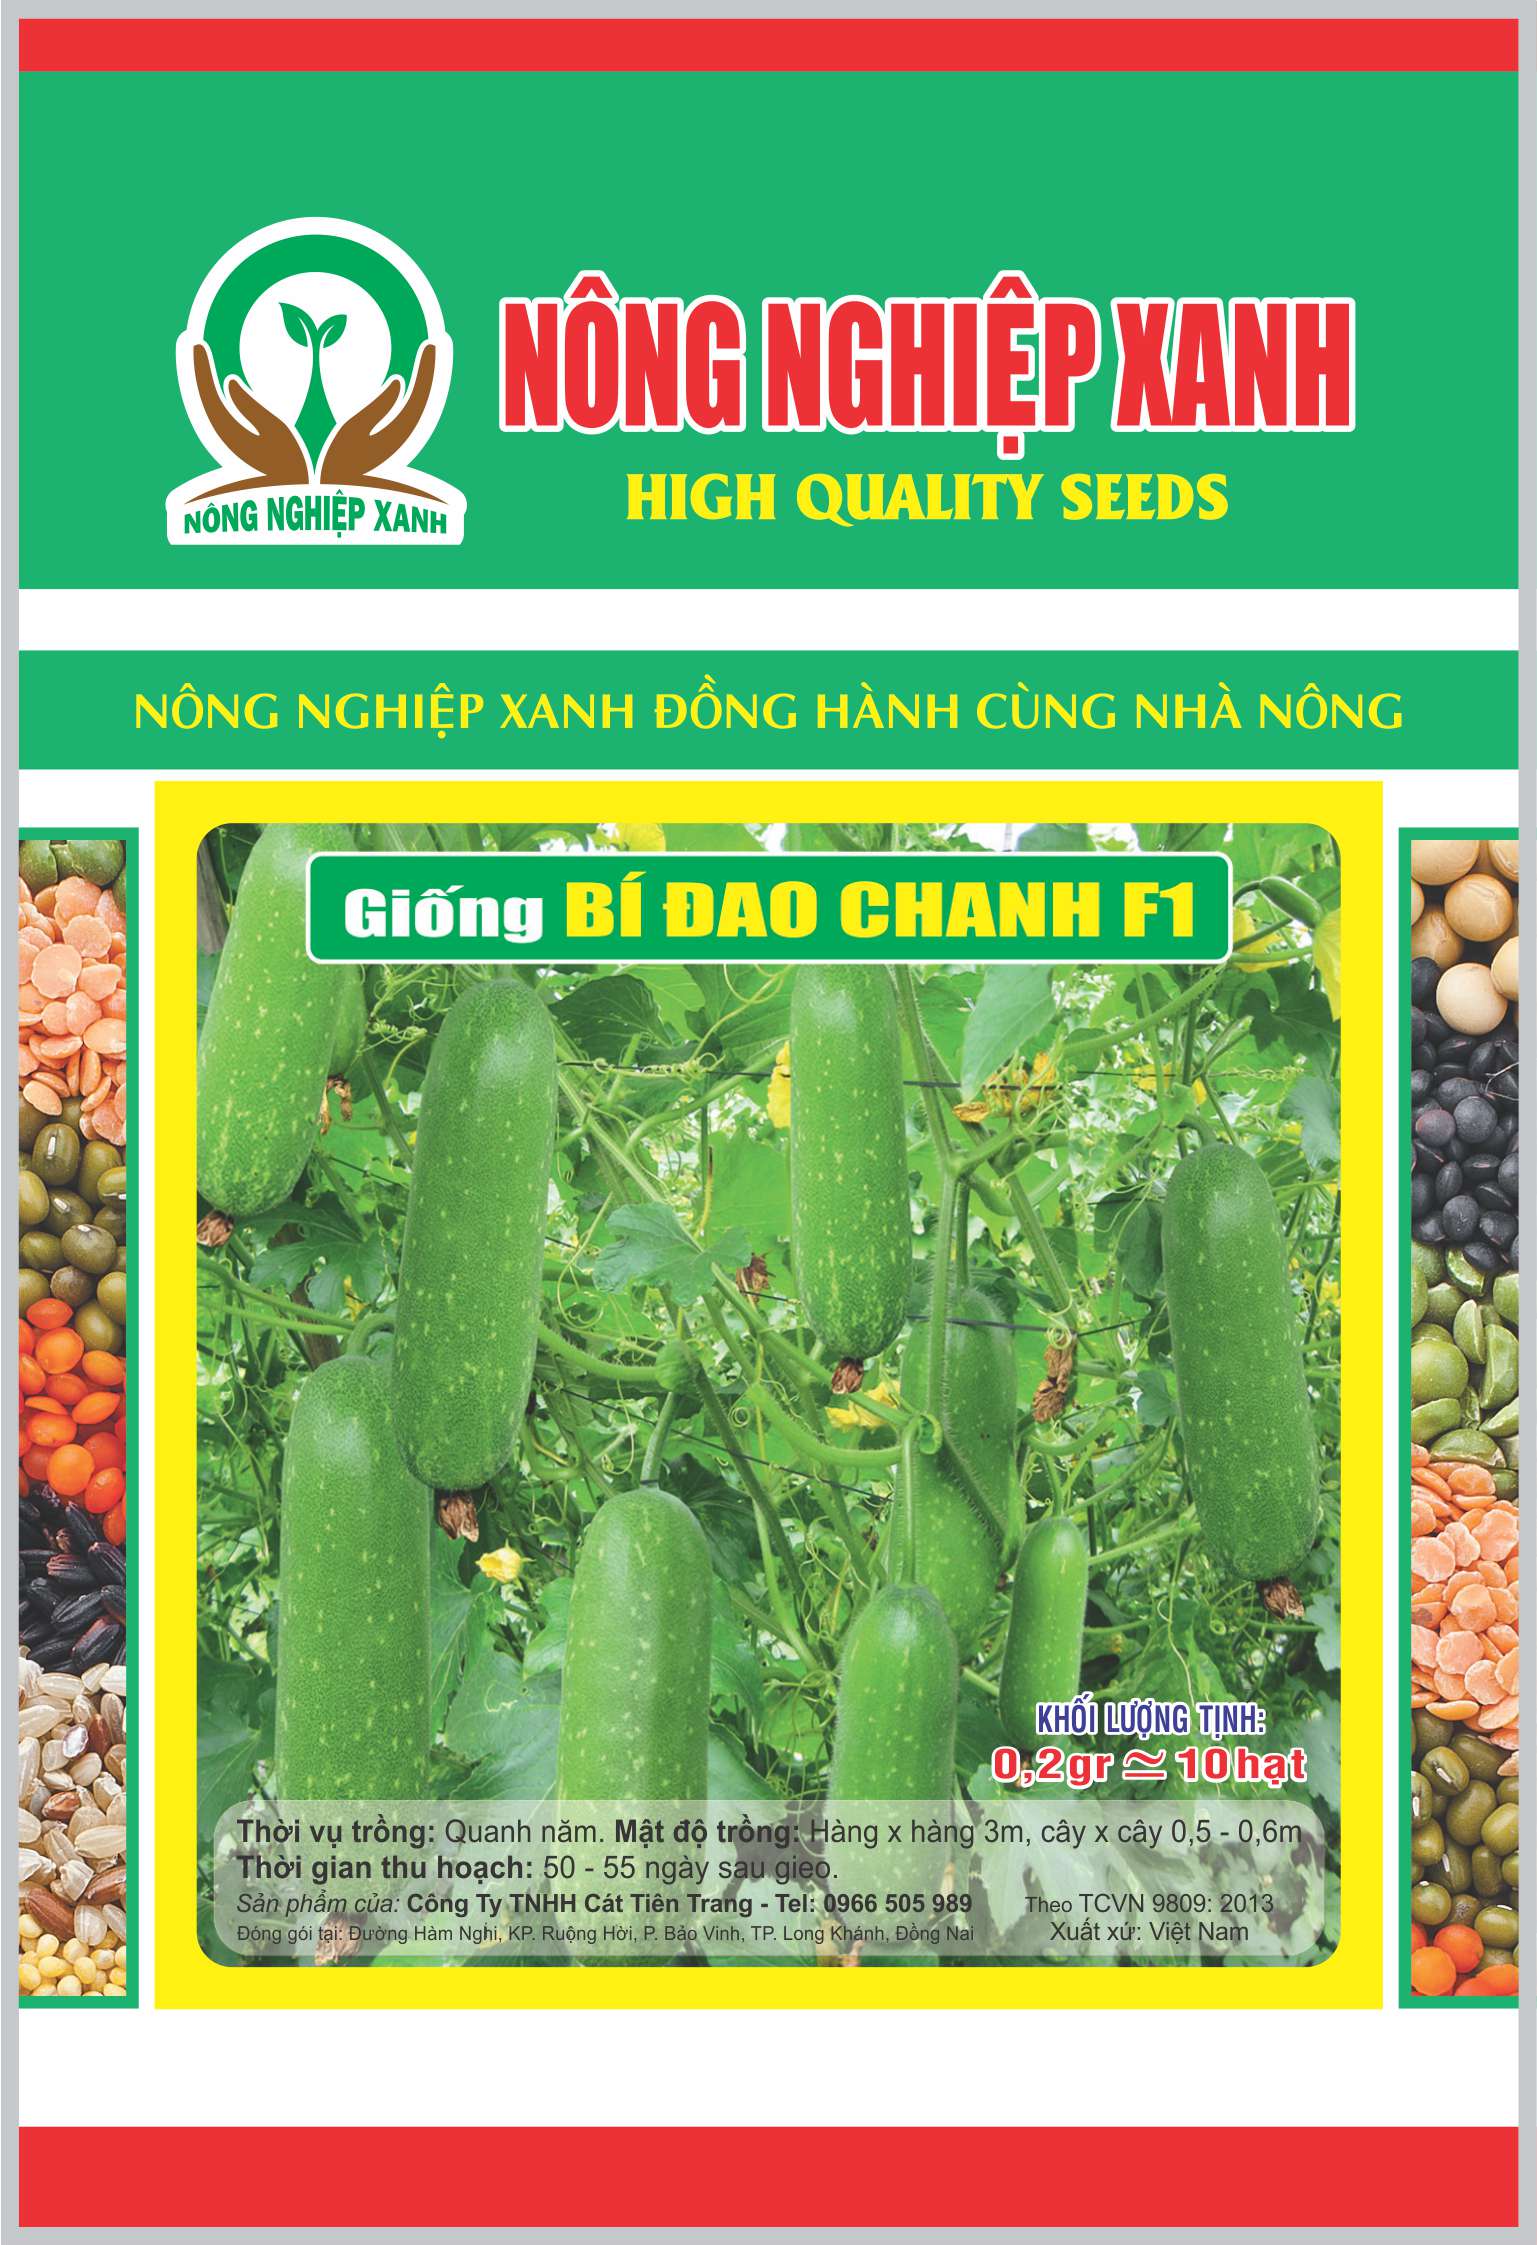 NÔNG NGHIỆP XANH
NÔNG NGHIỆP XANH
HIGH QUALITY SEEDS
NÔNG NGHIỆP XANH ĐỒNG HÀNH CÙNG NHÀ NÔNG
Giống BÍ ĐAO CHANH F1
KHỐI LƯỢNG TỊNH:
0,2gr ≃ 10hạt
Thời vụ trồng: Quanh năm. Mật độ trồng: Hàng x hàng 3m, cây x cây 0,5 - 0,6m
Thời gian thu hoạch: 50 - 55 ngày sau gieo.
Sản phẩm của: Công Ty TNHH Cát Tiên Trang - Tel: 0966 505 989
Đóng gói tại: Đường Hàm Nghi, KP. Ruộng Hời, P. Bảo Vinh, TP. Long Khánh, Đồng Nai
Theo TCVN 9809: 2013
Xuất xứ: Việt Nam